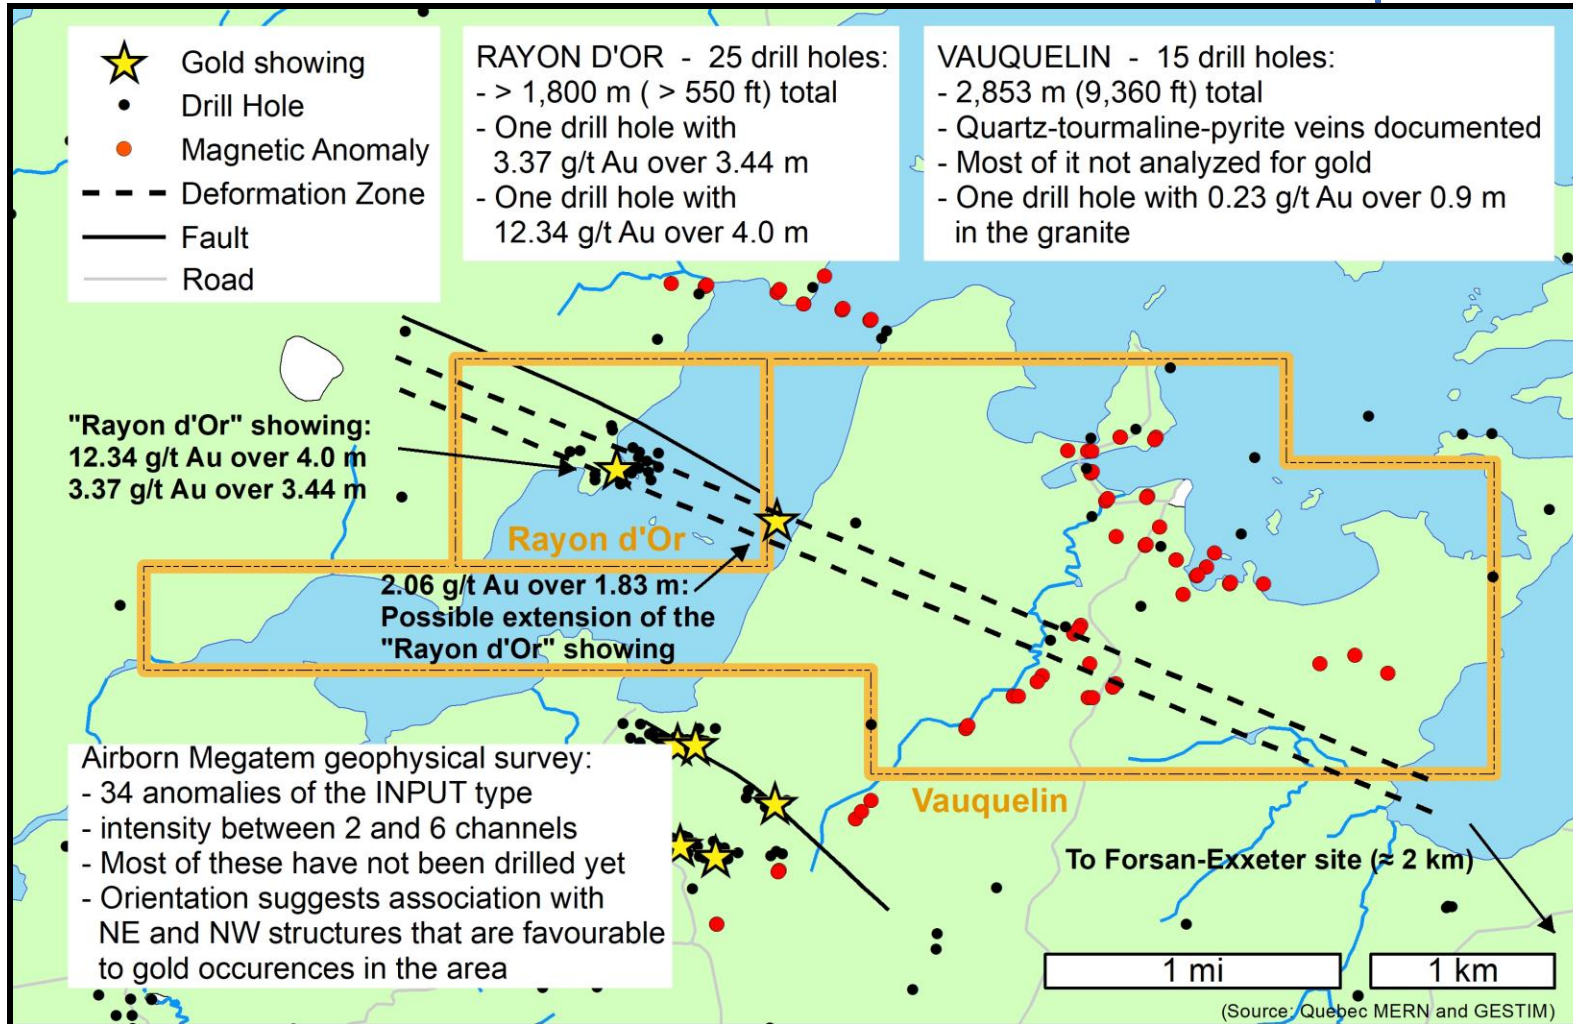 Gold showing
Drill Hole
Magnetic Anomaly
Deformation Zone
Fault
Road
RAYON D'OR - 25 drill holes:
- > 1,800 m ( > 550 ft) total
- One drill hole with
3.37 g/t Au over 3.44 m
- One drill hole with
12.34 g/t Au over 4.0 m
VAUQUELIN - 15 drill holes:
- 2,853 m (9,360 ft) total
- Quartz-tourmaline-pyrite veins documented
- Most of it not analyzed for gold
- One drill hole with 0.23 g/t Au over 0.9 m
in the granite
"Rayon d'Or" showing:
12.34 g/t Au over 4.0 m
3.37 g/t Au over 3.44 m
Rayon d'Or
2.06 g/t Au over 1.83 m:
Possible extension of the
"Rayon d'Or" showing
Airborn Megatem geophysical survey:
- 34 anomalies of the INPUT type
- intensity between 2 and 6 channels
- Most of these have not been drilled yet
- Orientation suggests association with
NE and NW structures that are favourable
to gold occurences in the area
Vauquelin
To Forsan-Exxeter site (≈ 2 km)
1 mi
1 km
(Source: Quebec MERN and GESTIM)